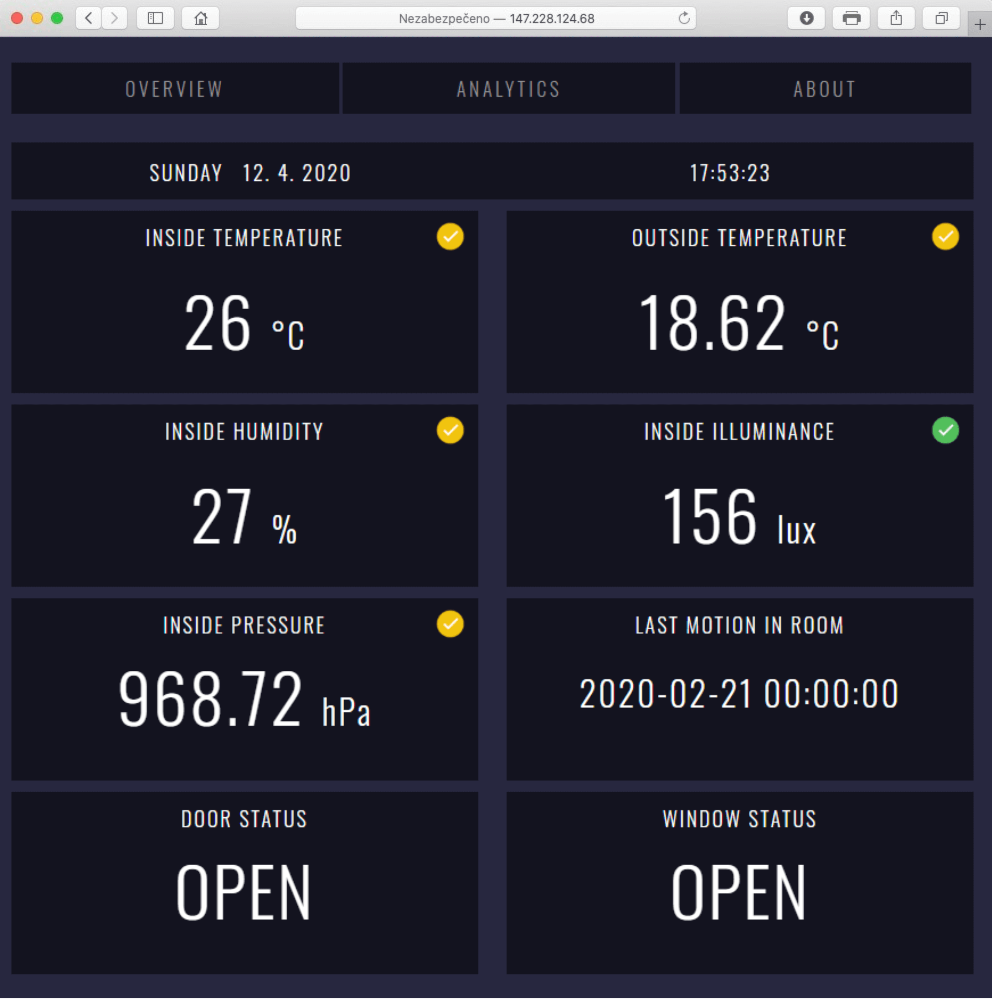 Nezabezpečeno — 147.228.124.68
OVERVIEW ANALYTICS ABOUT
SUNDAY 12. 4. 2020 17:53:23
INSIDE TEMPERATURE
26 °C
OUTSIDE TEMPERATURE
18.62 °C
INSIDE HUMIDITY
27 %
INSIDE ILLUMINANCE
156 lux
INSIDE PRESSURE
968.72 hPa
LAST MOTION IN ROOM
2020-02-21 00:00:00
DOOR STATUS
OPEN
WINDOW STATUS
OPEN